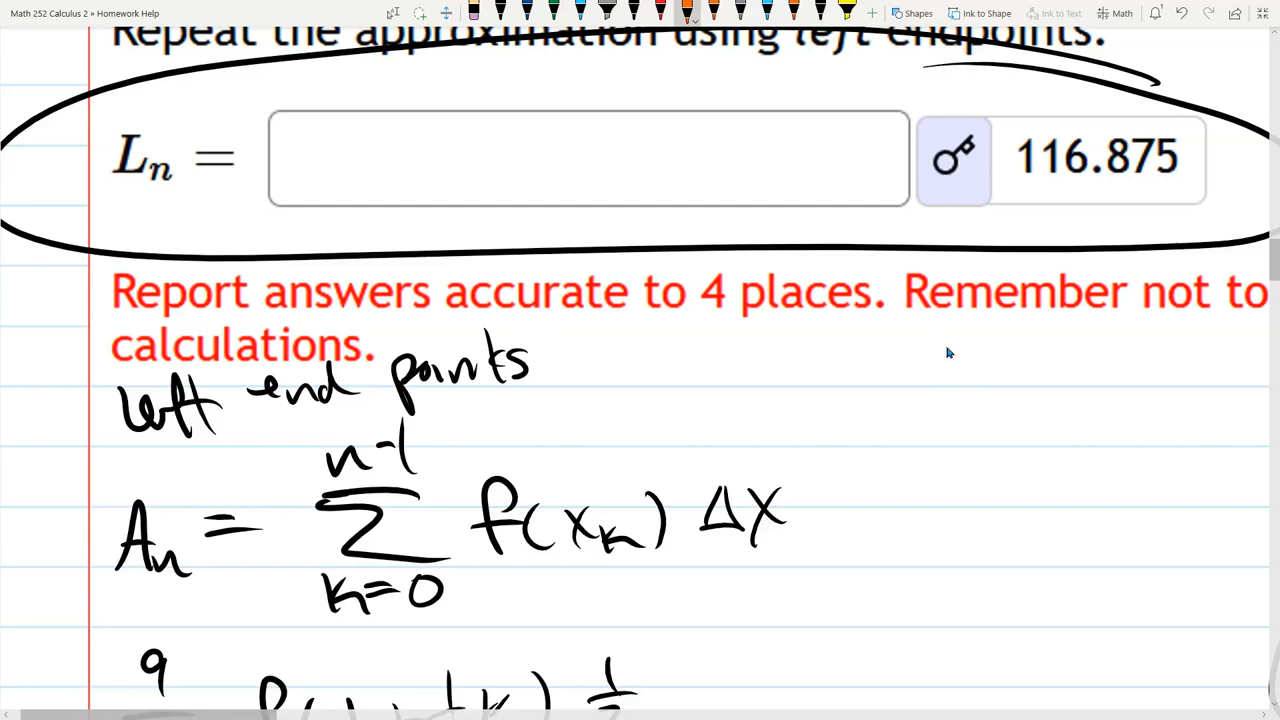 Math 252 Calculus 2 » Homework Help
Shapes
Ink to Shape
Ink to Text
Math
Repeat the approximation using left endpoints.
Lₙ =
116.875
Report answers accurate to 4 places. Remember not to
calculations.
left end points
n-1
Aₙ = Σ f(xₖ) Δx
k=0
9